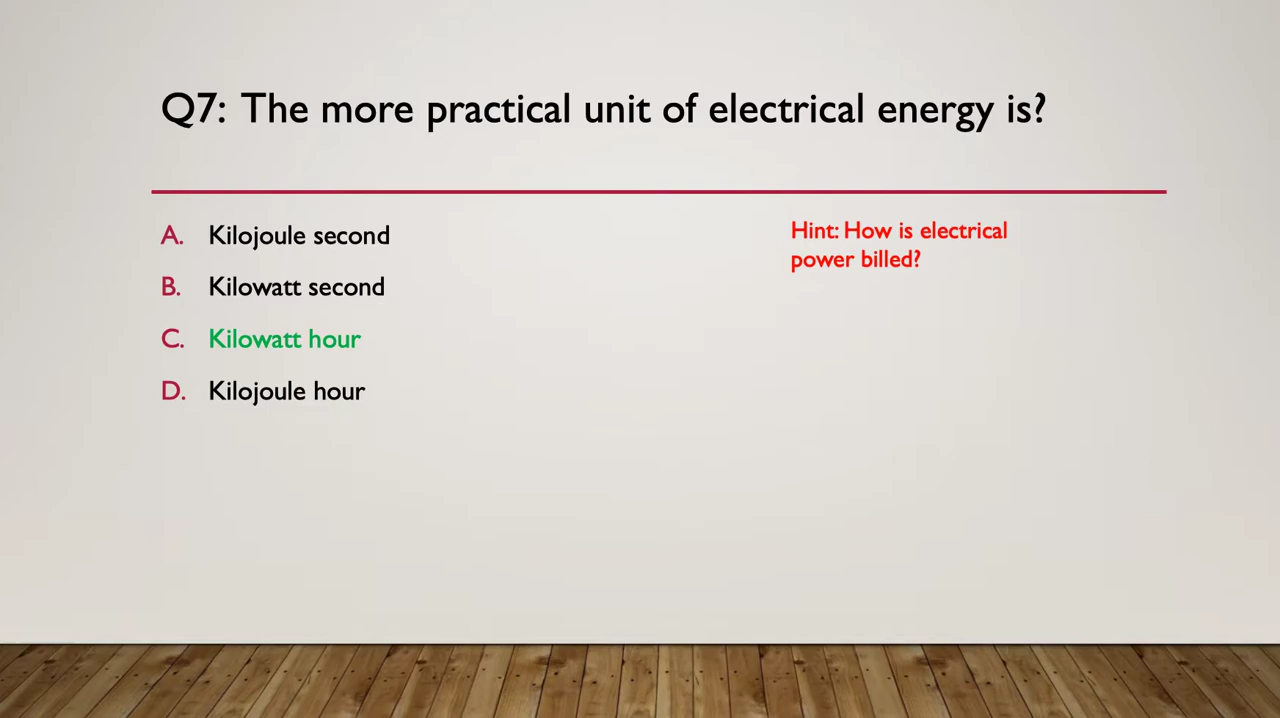 Q7: The more practical unit of electrical energy is?
A. Kilojoule second
B. Kilowatt second
C. Kilowatt hour
D. Kilojoule hour
Hint: How is electrical
power billed?